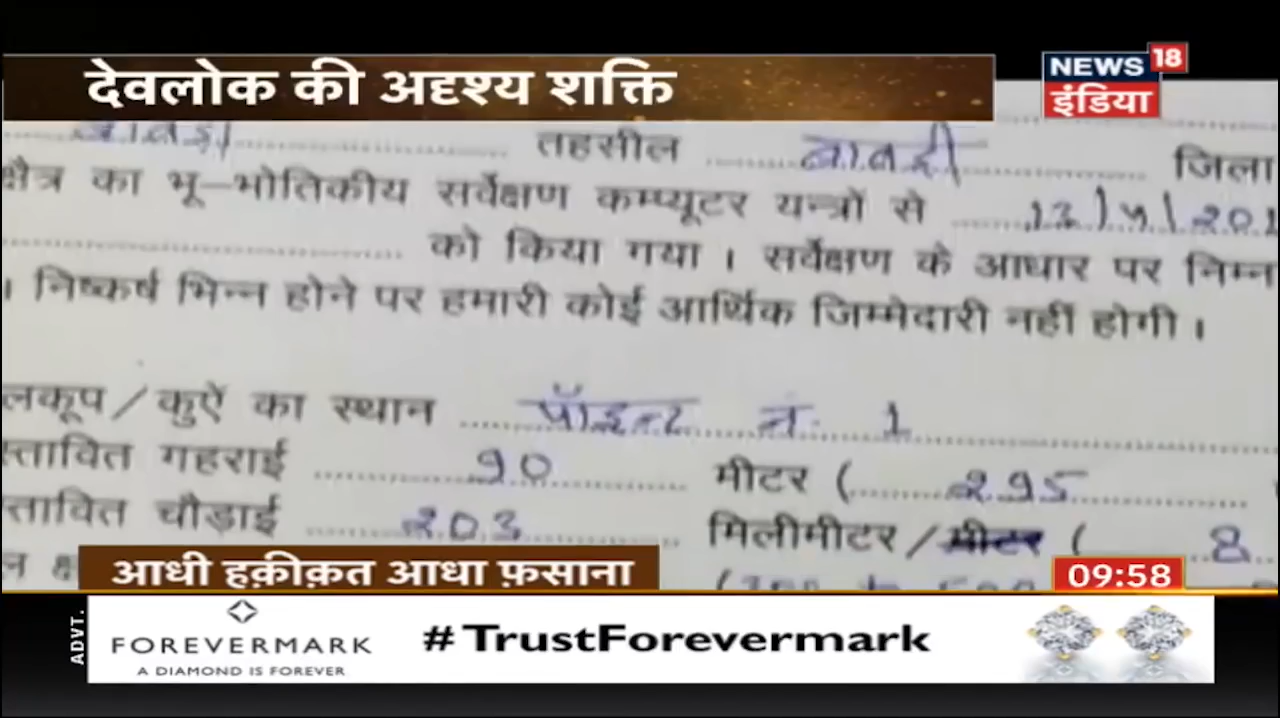 देवलोक की अदृश्य शक्ति
NEWS 18
इंडिया
तहसील ബാവड़ी जिला
क्षैत्र का भू–भोतिकीय सर्वेक्षण कम्प्यूटर यन्त्रों से
को किया गया । सर्वेक्षण के आधार पर निम्न
। निष्कर्ष भिन्न होने पर हमारी कोई आर्थिक जिम्मेदारी नहीं होगी ।
लकूप/कुऐं का स्थान पॉइन्ट नं. 1
स्तावित गहराई 90 मीटर ( 295
स्तावित चौड़ाई 203 मिलीमीटर/मीटर ( 8
आधी हक़ीक़त आधा फ़साना
09:58
ADVT.
FOREVERMARK
A DIAMOND IS FOREVER
# TrustForevermark